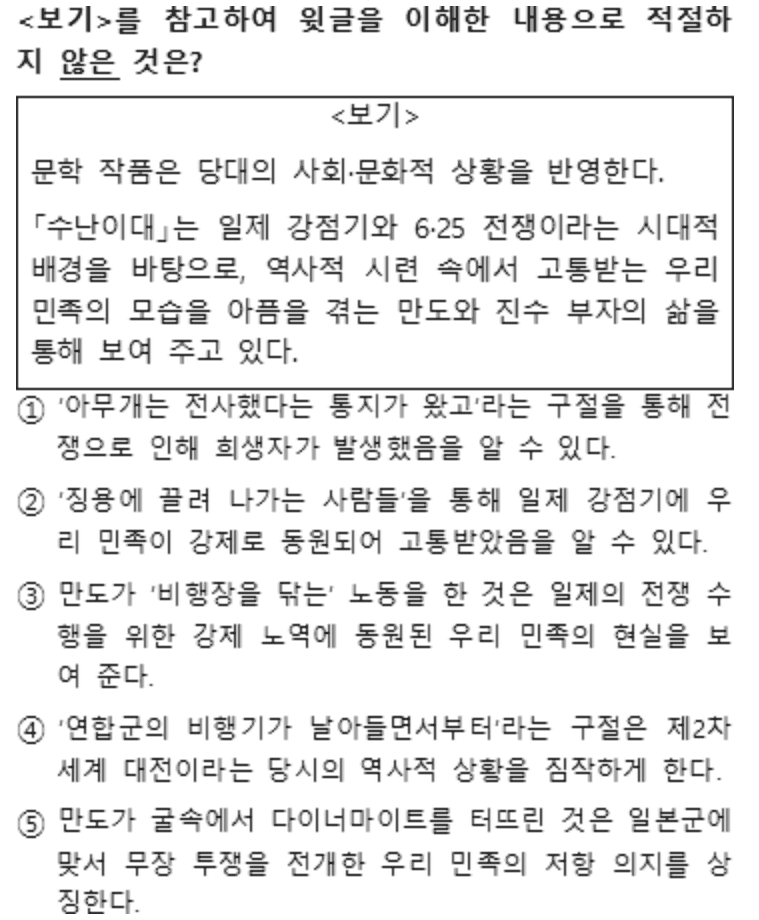 <보기>를 참고하여 윗글을 이해한 내용으로 적절하
지 않은 것은?
<보기>
문학 작품은 당대의 사회·문화적 상황을 반영한다.
「수난이대」는 일제 강점기와 6·25 전쟁이라는 시대적
배경을 바탕으로, 역사적 시련 속에서 고통받는 우리
민족의 모습을 아픔을 겪는 만도와 진수 부자의 삶을
통해 보여 주고 있다.
① '아무개는 전사했다는 통지가 왔고'라는 구절을 통해 전
쟁으로 인해 희생자가 발생했음을 알 수 있다.
② '징용에 끌려 나가는 사람들'을 통해 일제 강점기에 우
리 민족이 강제로 동원되어 고통받았음을 알 수 있다.
③ 만도가 '비행장을 닦는' 노동을 한 것은 일제의 전쟁 수
행을 위한 강제 노역에 동원된 우리 민족의 현실을 보
여 준다.
④ '연합군의 비행기가 날아들면서부터'라는 구절은 제2차
세계 대전이라는 당시의 역사적 상황을 짐작하게 한다.
⑤ 만도가 굴속에서 다이너마이트를 터뜨린 것은 일본군에
맞서 무장 투쟁을 전개한 우리 민족의 저항 의지를 상
징한다.